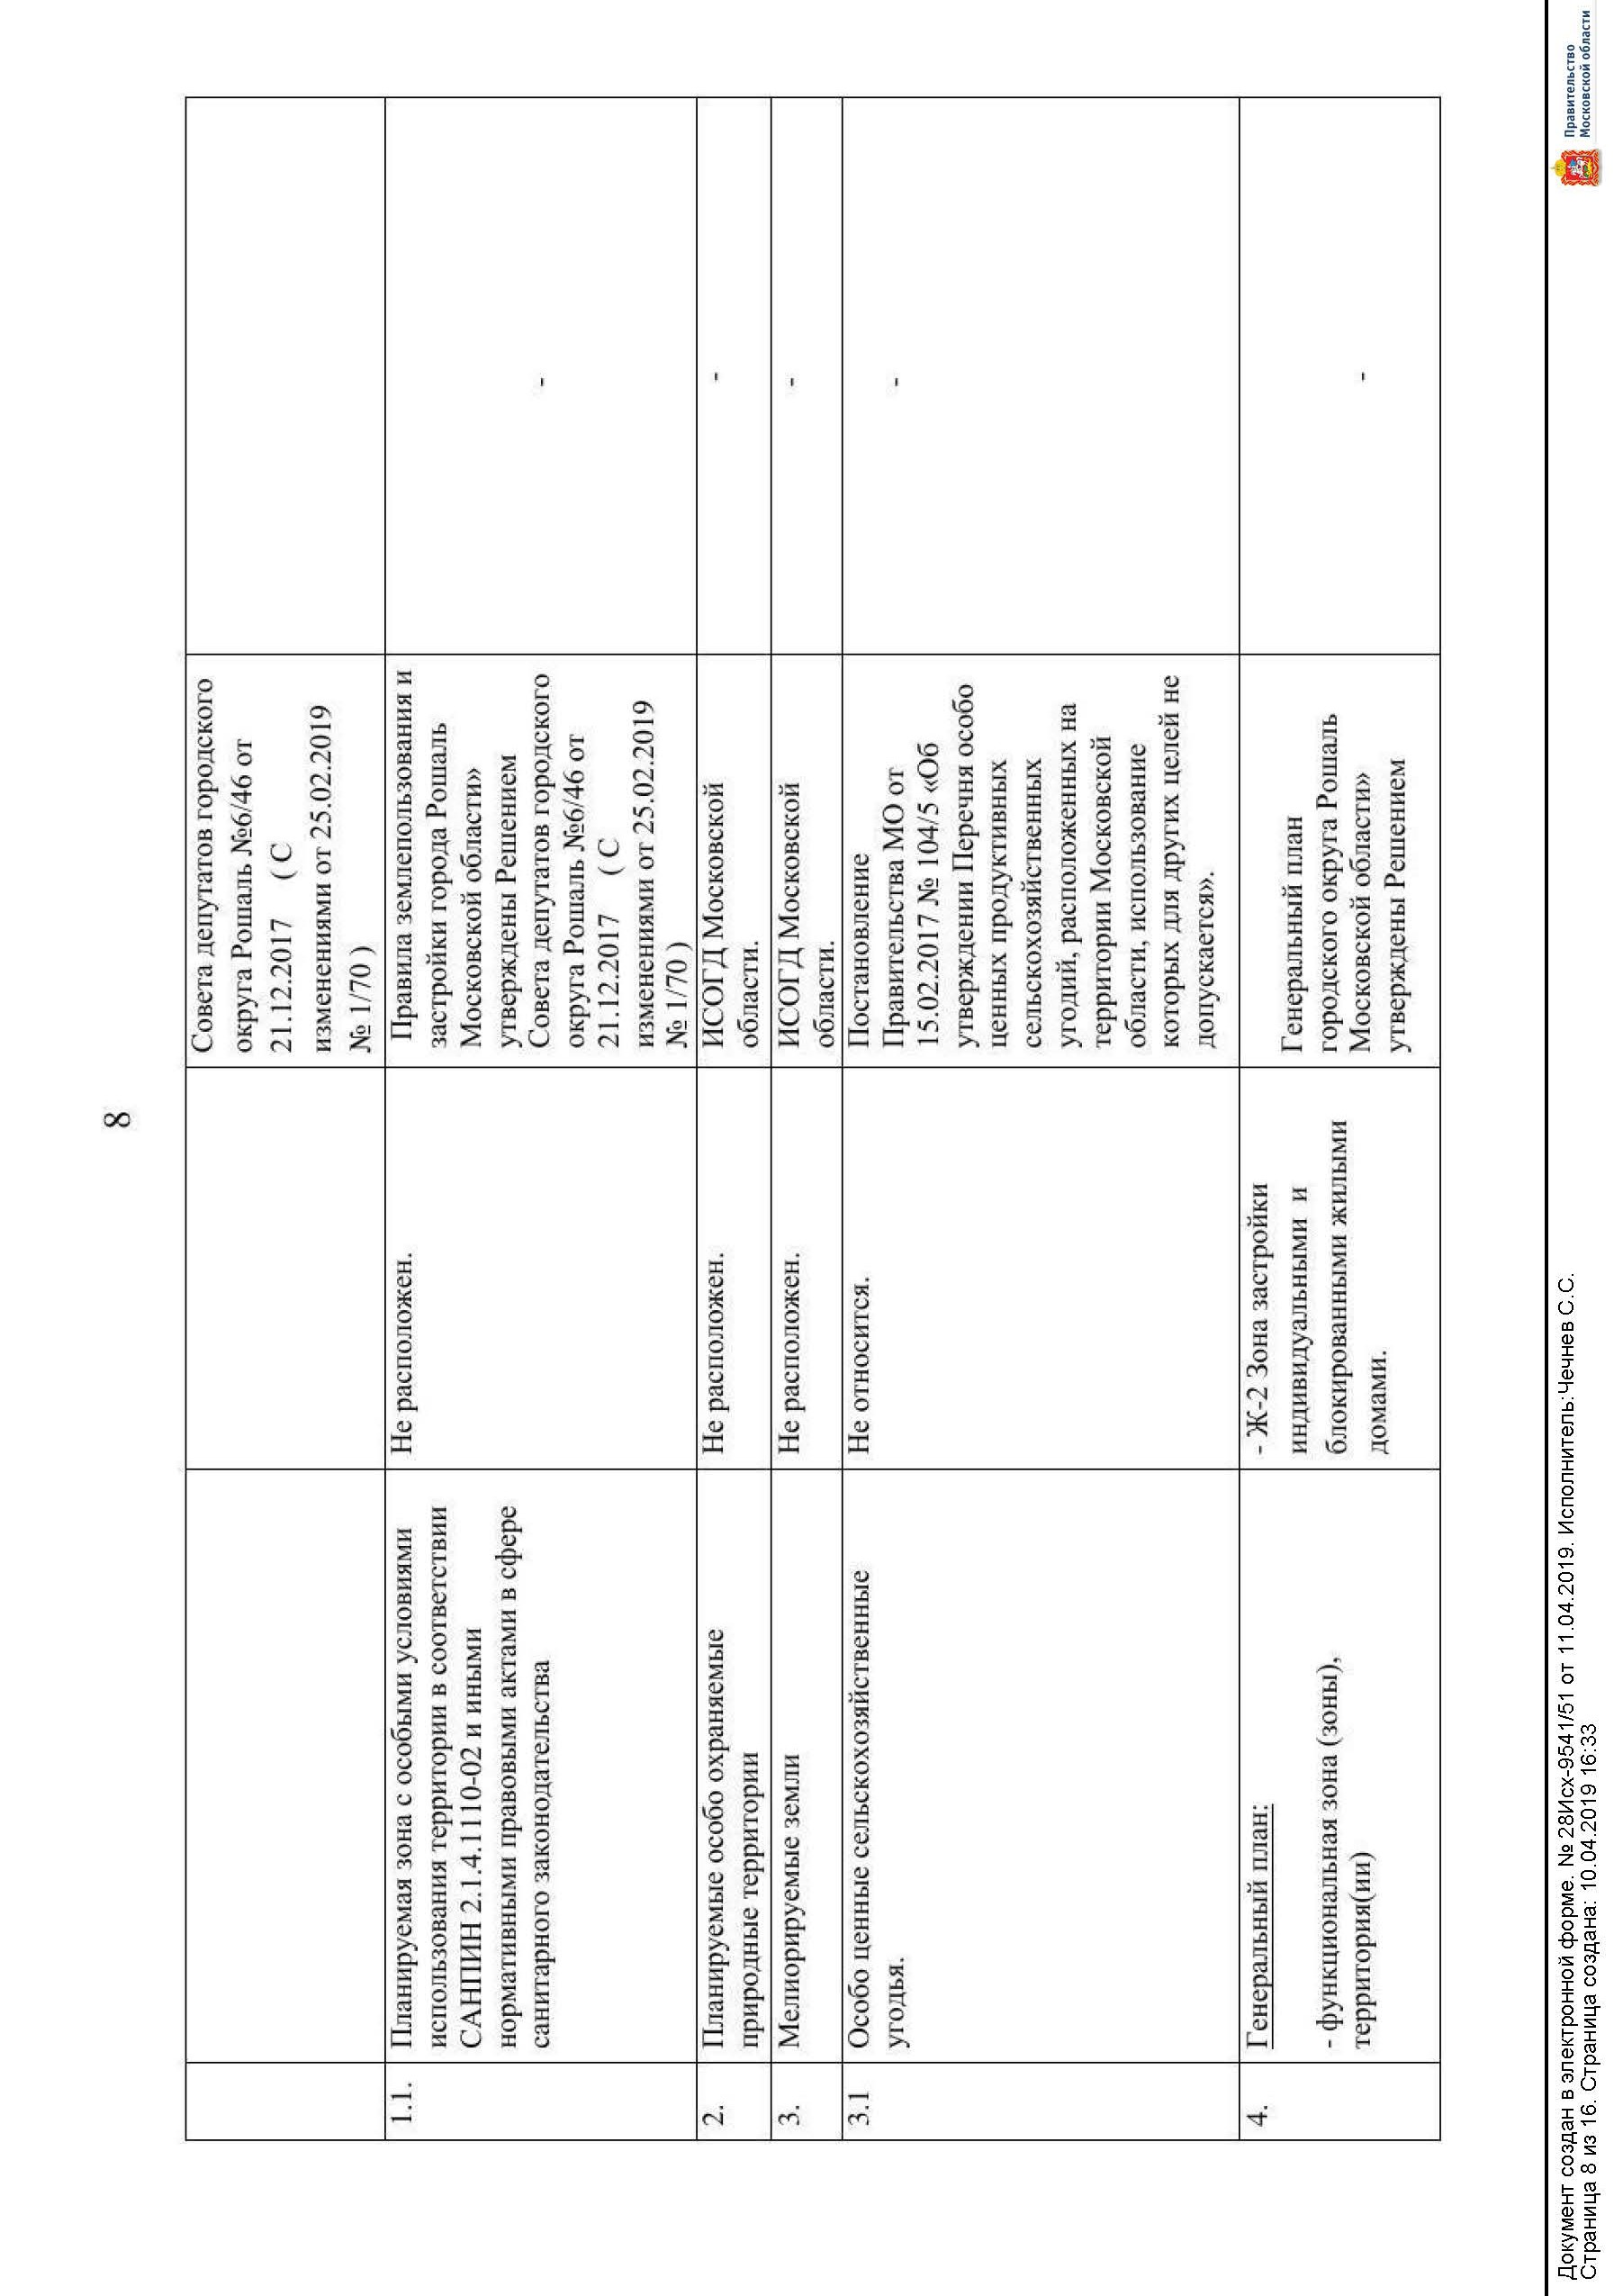 8
Совета депутатов городского
округа Рошаль №6/46 от
21.12.2017 ( С
изменениями от 25.02.2019
№ 1/70 )
1.1.
Планируемая зона с особыми условиями
использования территории в соответствии
САНПИН 2.1.4.1110-02 и иными
нормативными правовыми актами в сфере
санитарного законодательства
Не расположен.
Правила землепользования и
застройки города Рошаль
Московской области»
утверждены Решением
Совета депутатов городского
округа Рошаль №6/46 от
21.12.2017 ( С
изменениями от 25.02.2019
№ 1/70 )
-
2.
Планируемые особо охраняемые
природные территории
Не расположен.
ИСОГД Московской
области.
-
3.
Мелиорируемые земли
Не расположен.
ИСОГД Московской
области.
-
3.1
Особо ценные сельскохозяйственные
угодья.
Не относится.
Постановление
Правительства МО от
15.02.2017 № 104/5 «Об
утверждении Перечня особо
ценных продуктивных
сельскохозяйственных
угодий, расположенных на
территории Московской
области, использование
которых для других целей не
допускается».
-
4.
Генеральный план:
- функциональная зона (зоны),
территория(ии)
- Ж-2 Зона застройки
индивидуальными и
блокированными жилыми
домами.
Генеральный план
городского округа Рошаль
Московской области»
утверждены Решением
-
Документ создан в электронной форме. № 28Исх-9541/51 от 11.04.2019. Исполнитель:Чечнев С.С.
Страница 8 из 16. Страница создана: 10.04.2019 16:33
Правительство
Московской области